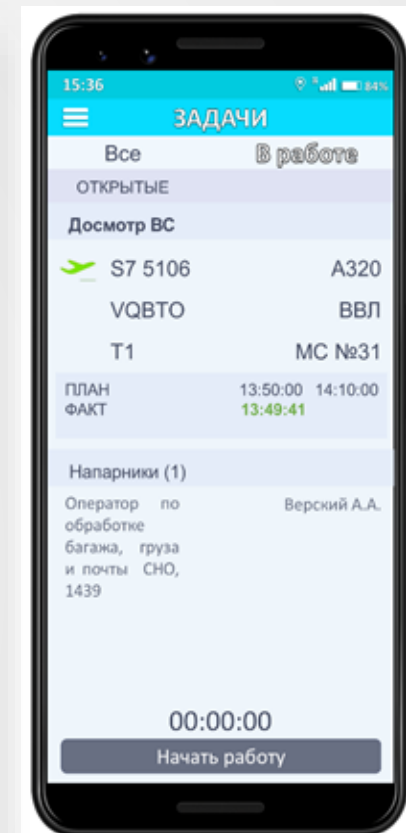 15:36 84%
ЗАДАЧИ
Все В работе
ОТКРЫТЫЕ
Досмотр ВС
S7 5106 A320
VQBTO ВВЛ
T1 МС №31
ПЛАН 13:50:00 14:10:00
ФАКТ 13:49:41
Напарники (1)
Оператор по Верский А.А.
обработке
багажа, груза
и почты СНО,
1439
00:00:00
Начать работу